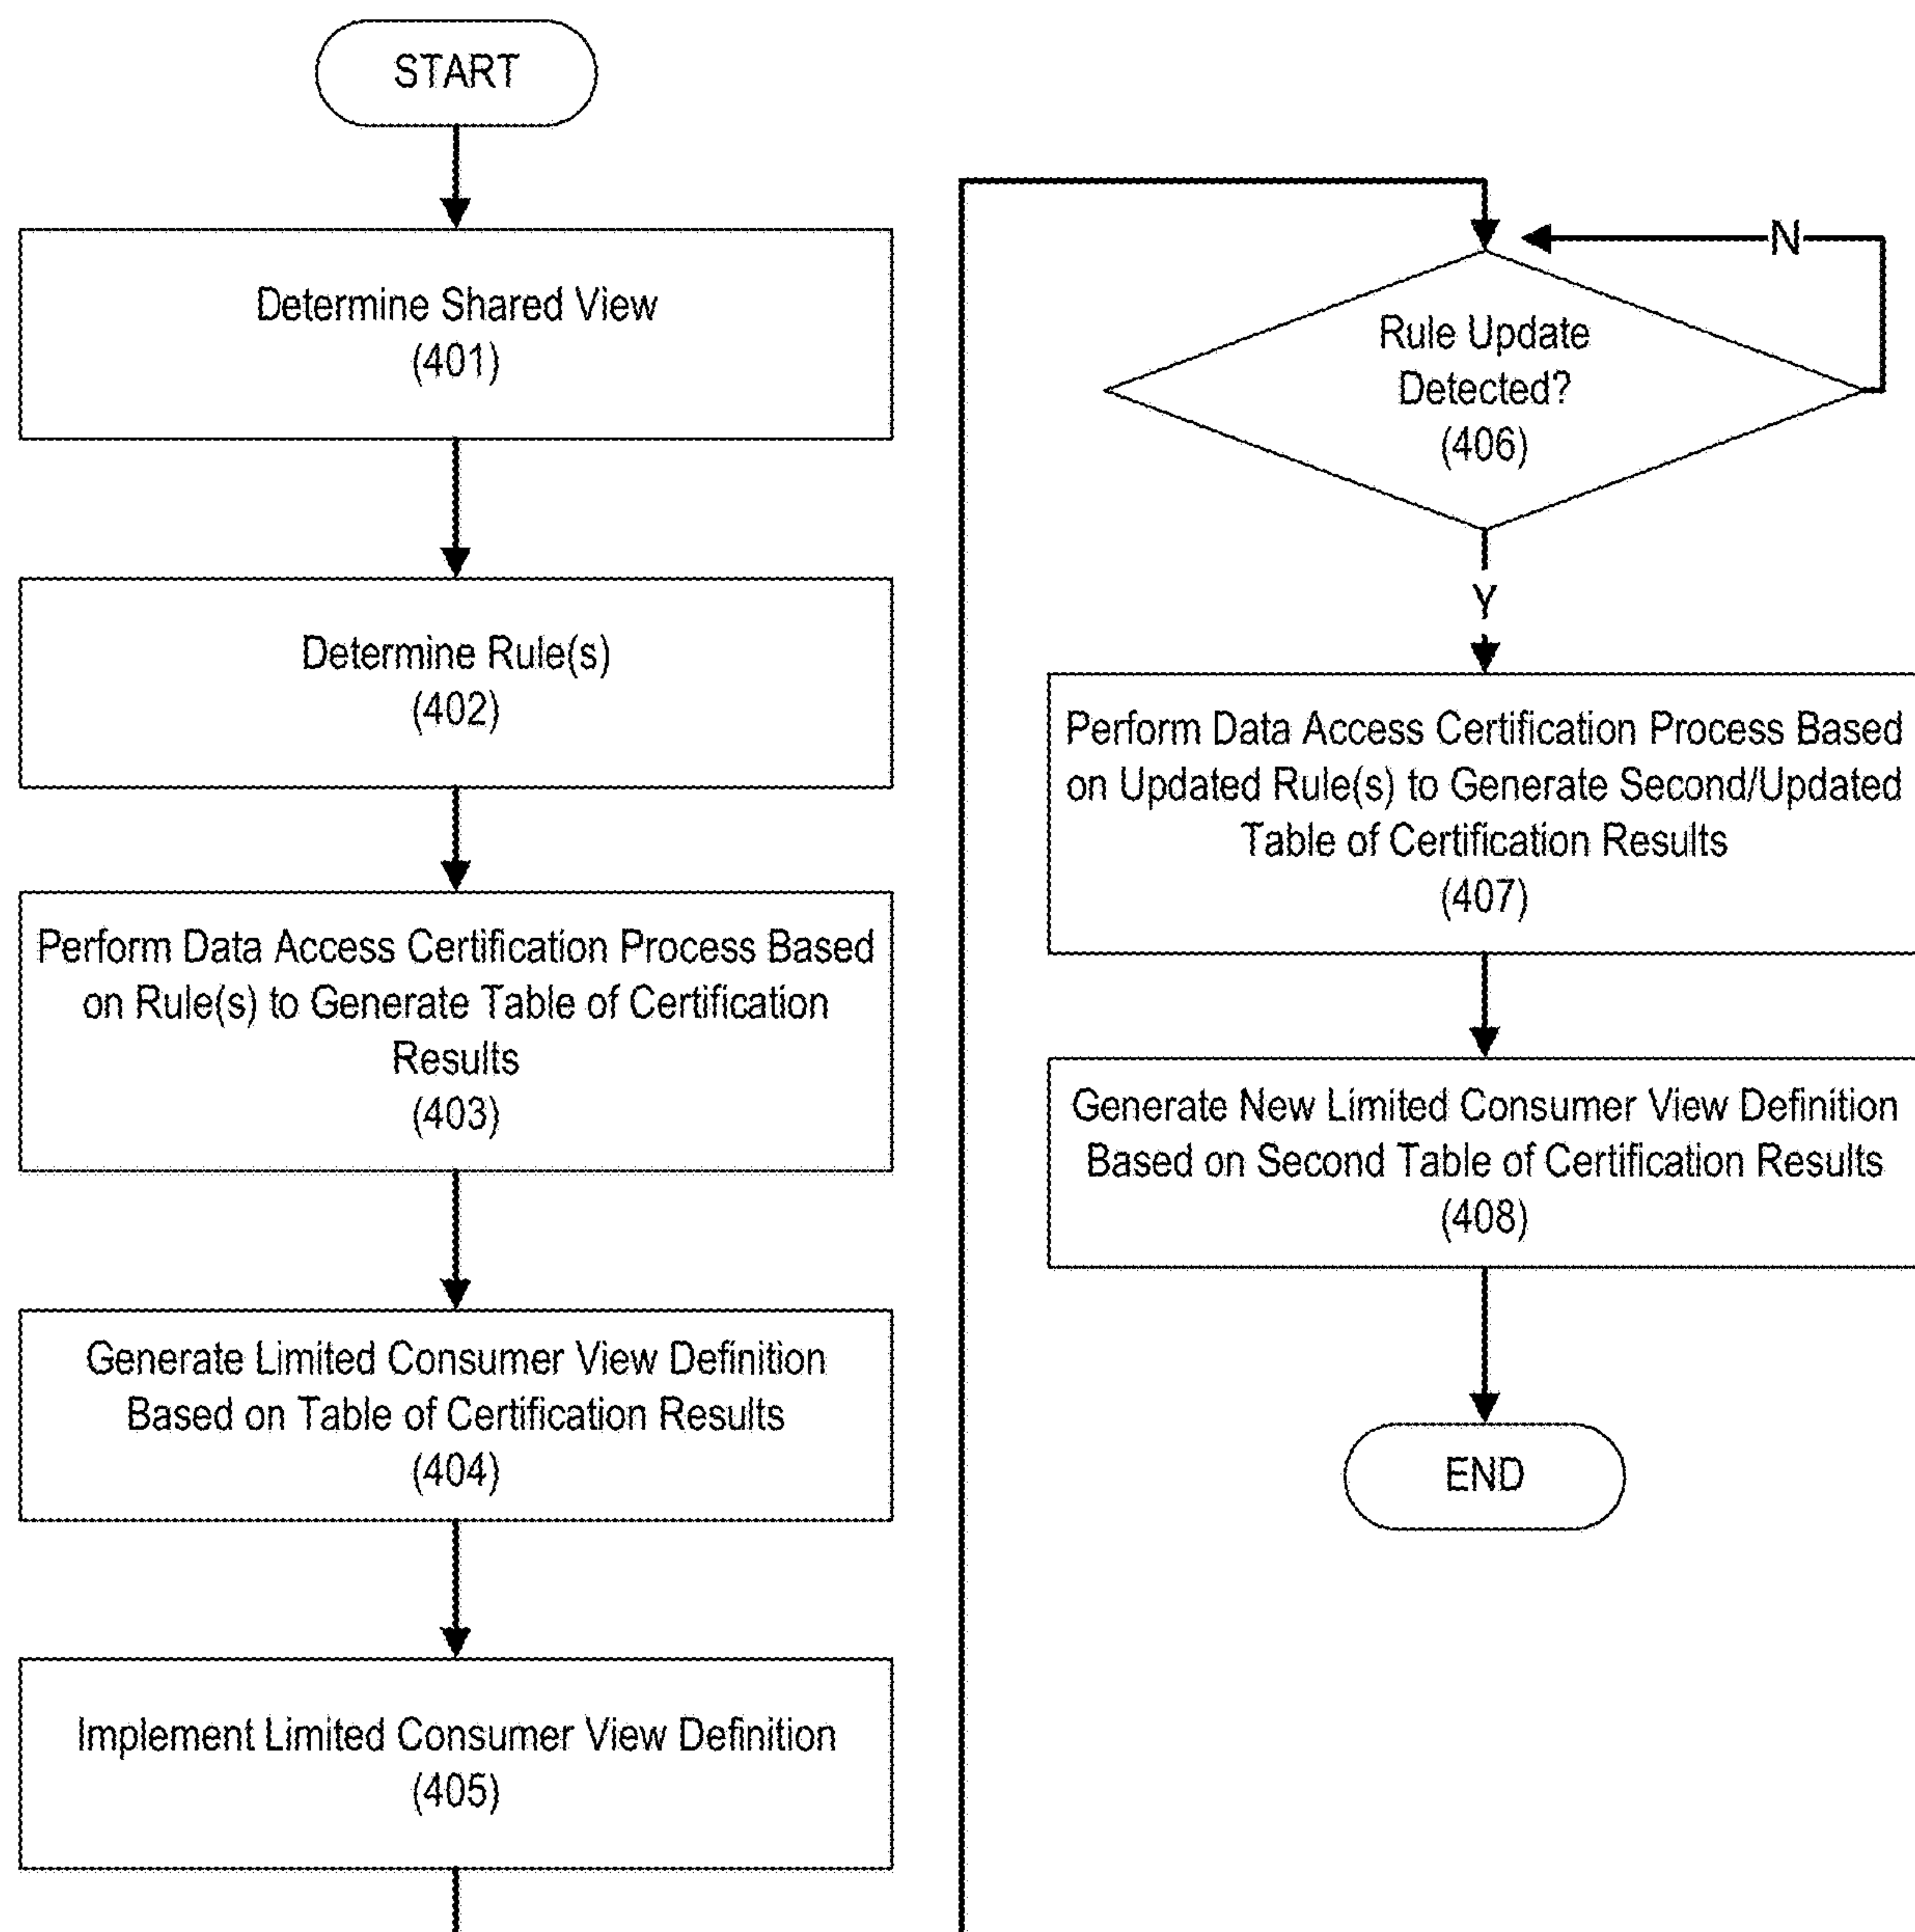 START
Determine Shared View
(401)
Determine Rule(s)
(402)
Perform Data Access Certification Process Based
on Rule(s) to Generate Table of Certification
Results
(403)
Generate Limited Consumer View Definition
Based on Table of Certification Results
(404)
Implement Limited Consumer View Definition
(405)
N
Rule Update
Detected?
(406)
Y
Perform Data Access Certification Process Based
on Updated Rule(s) to Generate Second/Updated
Table of Certification Results
(407)
Generate New Limited Consumer View Definition
Based on Second Table of Certification Results
(408)
END